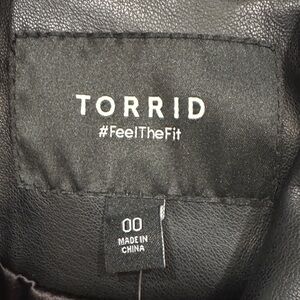 TORRID
#FeelTheFit
00
MADE IN
CHINA